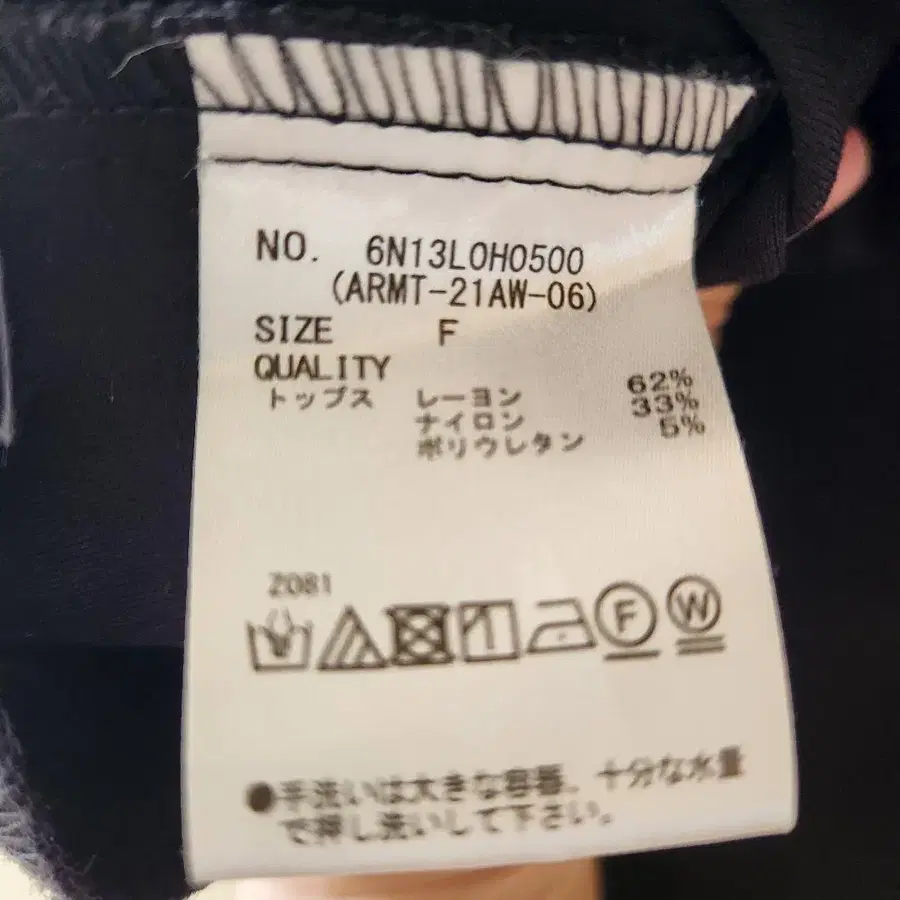 NO. 6N13L0H0500
(ARMT-21AW-06)
SIZE F
QUALITY
トップス レーヨン 62%
ナイロン 33%
ポリウレタン 5%
Z081
F W
●手洗いは大きな容器、十分な水量
で押し洗いして下さい。